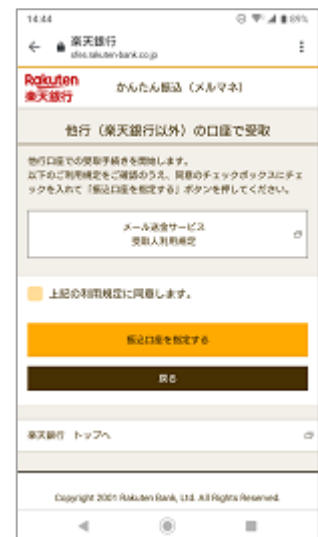 14:44
89%
楽天銀行
sfes.rakuten-bank.co.jp
Rakuten
楽天銀行
かんたん振込（メルマネ）
他行（楽天銀行以外）の口座で受取
他行口座での受取手続きを開始します。
以下のご利用規定をご確認のうえ、同意のチェックボックスにチェ
ックを入れて「振込口座を指定する」ボタンを押してください。
メール送金サービス
受取人利用規定
上記の利用規定に同意します。
振込口座を指定する
戻る
楽天銀行 トップへ
Copyright 2001 Rakuten Bank, Ltd. All Rights Reserved.